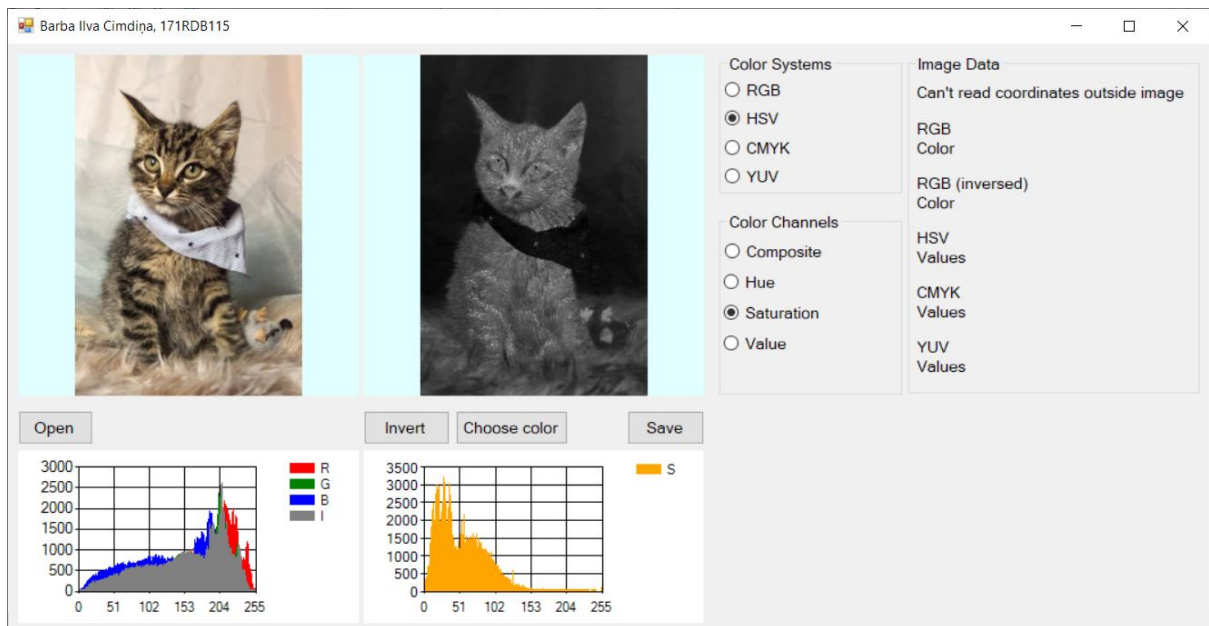 Barba Ilva Cimdiņa, 171RDB115
Color Systems
RGB
HSV
CMYK
YUV
Color Channels
Composite
Hue
Saturation
Value
Image Data
Can't read coordinates outside image
RGB
Color
RGB (inversed)
Color
HSV
Values
CMYK
Values
YUV
Values
Open
Invert
Choose color
Save
3000
2500
2000
1500
1000
500
0
0 51 102 153 204 255
R
G
B
I
3500
3000
2500
2000
1500
1000
500
0
0 51 102 153 204 255
S